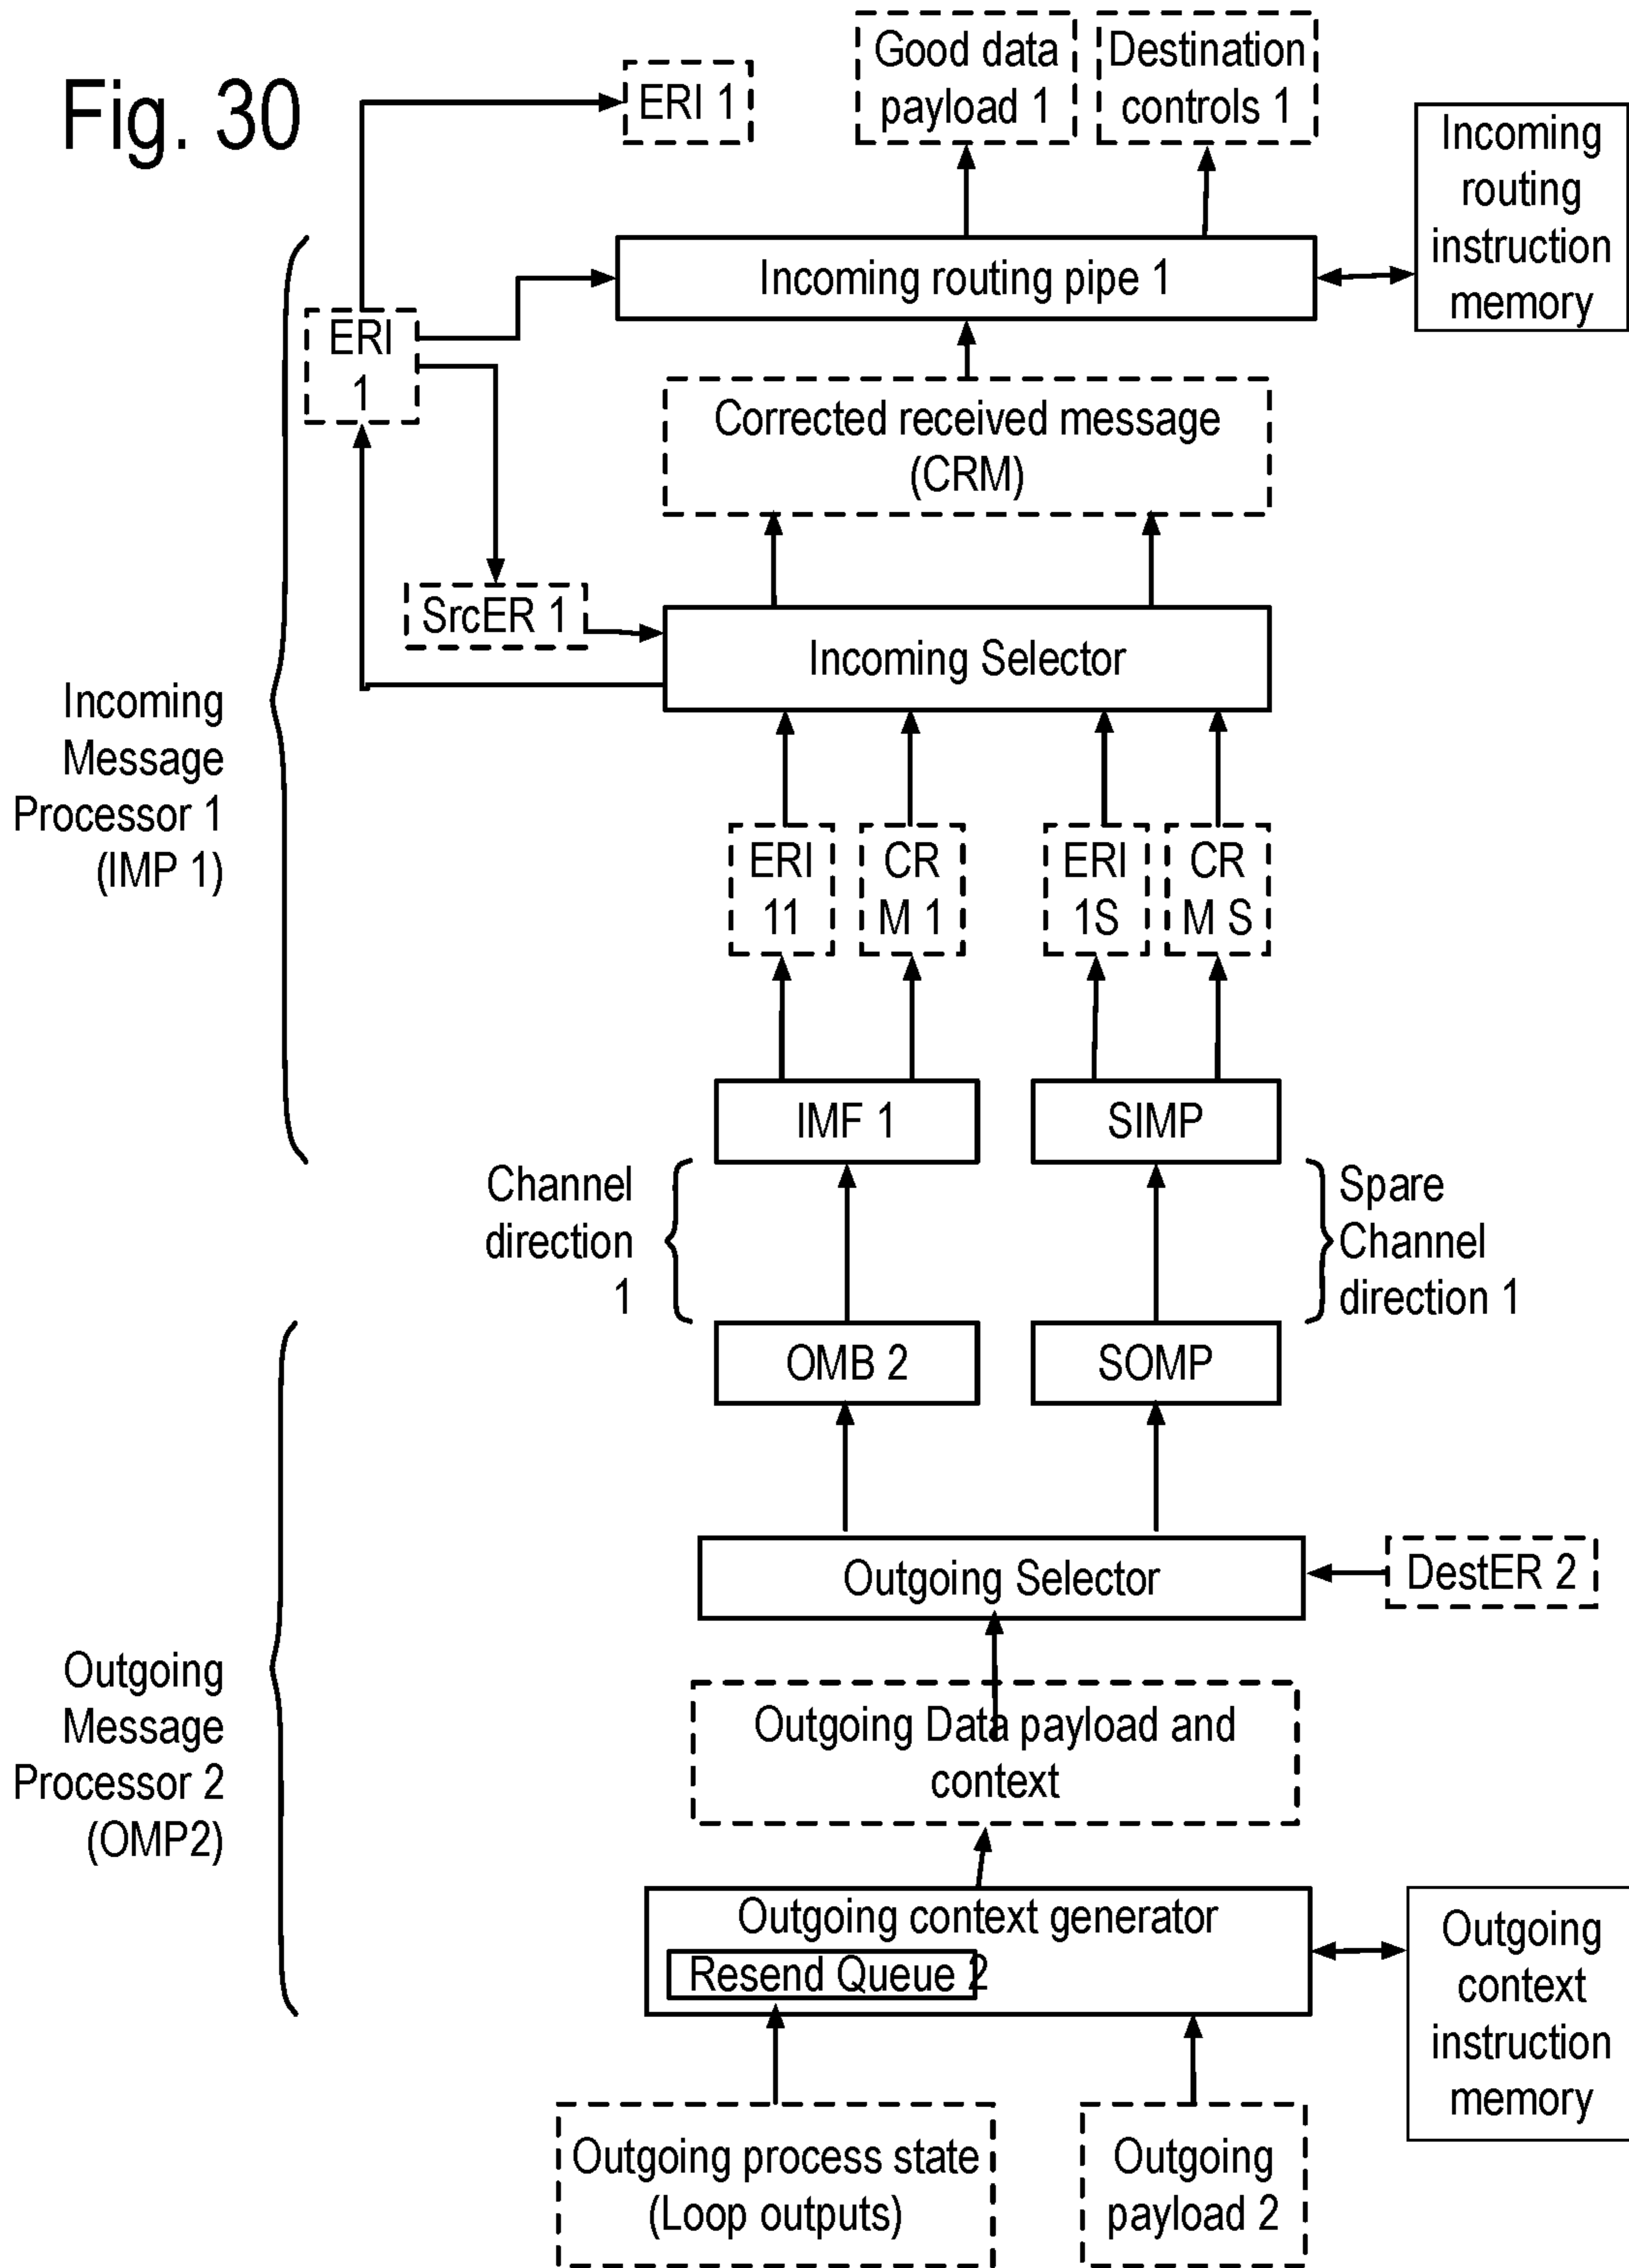 Fig. 30
ERI 1
Good data
payload 1
Destination
controls 1
Incoming
routing
instruction
memory
Incoming routing pipe 1
ERI
1
Corrected received message
(CRM)
SrcER 1
Incoming Selector
Incoming
Message
Processor 1
(IMP 1)
ERI
11
CR
M 1
ERI
1S
CR
M S
IMF 1
SIMP
Channel
direction
1
Spare
Channel
direction 1
OMB 2
SOMP
Outgoing Selector
DestER 2
Outgoing
Message
Processor 2
(OMP2)
Outgoing Data payload and
context
Outgoing context generator
Resend Queue 2
Outgoing
context
instruction
memory
Outgoing process state
(Loop outputs)
Outgoing
payload 2